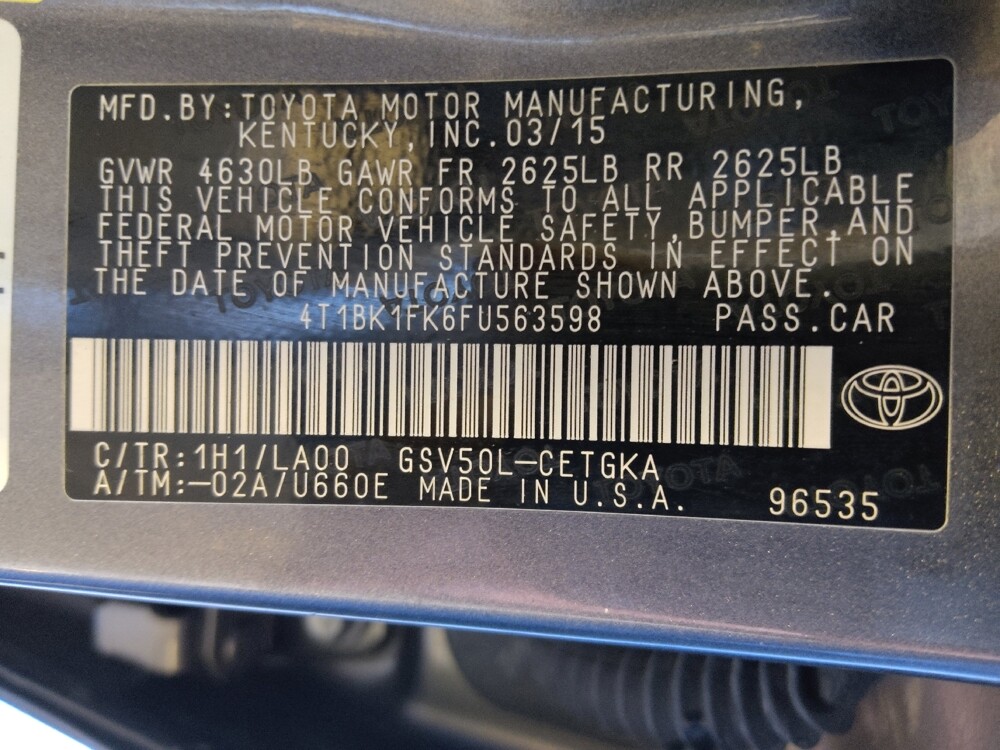 MFD.BY:TOYOTA MOTOR MANUFACTURING,
KENTUCKY,INC.03/15
GVWR 4630LB GAWR FR 2625LB RR 2625LB
THIS VEHICLE CONFORMS TO ALL APPLICABLE
FEDERAL MOTOR VEHICLE SAFETY,BUMPER,AND
THEFT PREVENTION STANDARDS IN EFFECT ON
THE DATE OF MANUFACTURE SHOWN ABOVE.
4T1BK1FK6FU563598 PASS.CAR
C/TR:1H1/LA00 GSV50L-CETGKA
A/TM:-02A/U660E MADE IN U.S.A.
96535